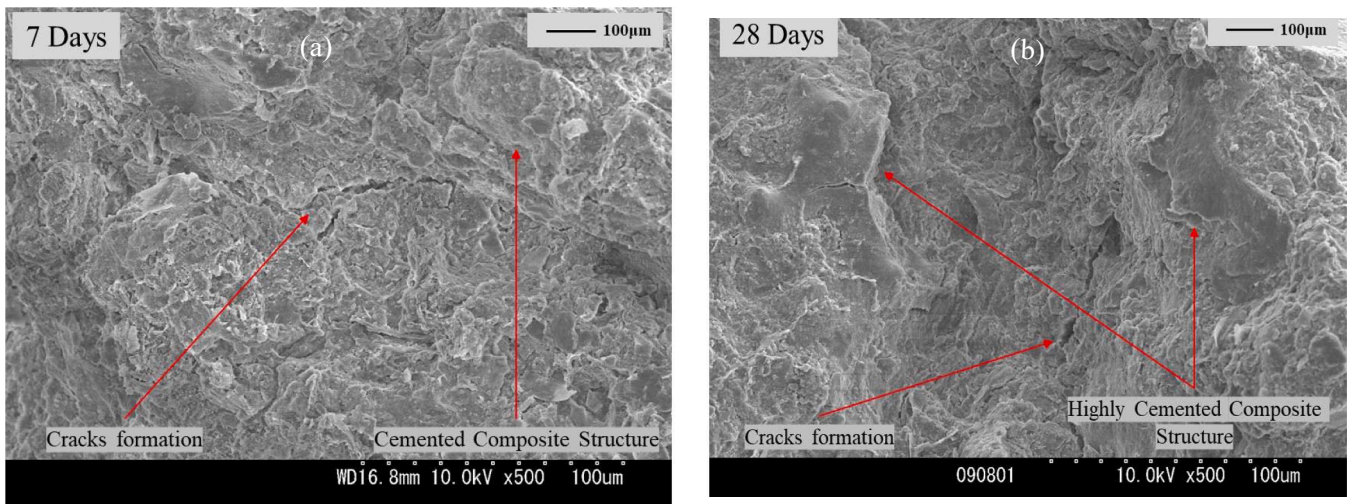 7 Days
(a)
100µm
Cracks formation
Cemented Composite Structure
WD16.8mm 10.0kV x500 100um
28 Days
(b)
100µm
Cracks formation
Highly Cemented Composite
Structure
090801 10.0kV x500 100um